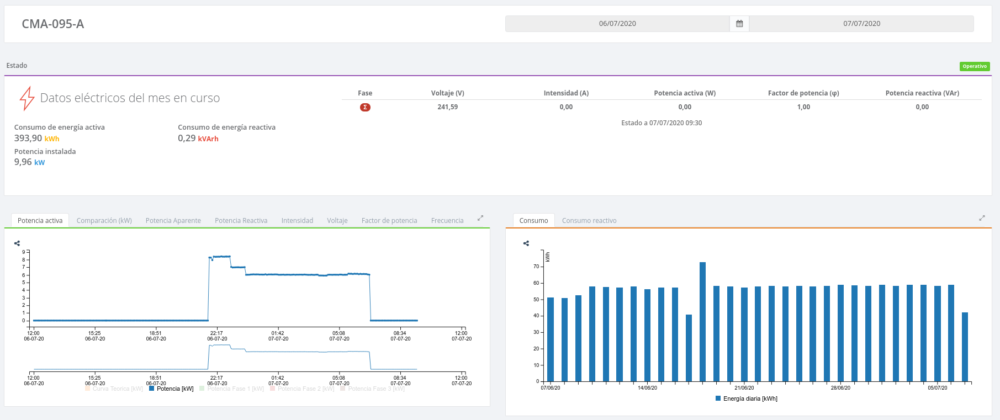 CMA-095-A
06/07/2020
07/07/2020
Estado
Operativo
Datos eléctricos del mes en curso
Consumo de energía activa
393,90 kWh
Consumo de energía reactiva
0,29 kVArh
Potencia instalada
9,96 kW
Fase Voltaje (V) Intensidad (A) Potencia activa (W) Factor de potencia (φ) Potencia reactiva (VAr)
Σ 241,59 0,00 0,00 1,00 0,00
Estado a 07/07/2020 09:30
Potencia activa Comparación (kW) Potencia Aparente Potencia Reactiva Intensidad Voltaje Factor de potencia Frecuencia
9
8
7
6
5
4
3
2
1
0
12:00 15:25 18:51 22:17 01:42 05:08 08:34 12:00
06-07-20 06-07-20 06-07-20 06-07-20 07-07-20 07-07-20 07-07-20 07-07-20
12:00 15:25 18:51 22:17 01:42 05:08 08:34 12:00
06-07-20 06-07-20 06-07-20 06-07-20 07-07-20 07-07-20 07-07-20 07-07-20
Curva Teorica [kW] Potencia [kW] Potencia Fase 1 [kW] Potencia Fase 2 [kW] Potencia Fase 3 [kW]
Consumo Consumo reactivo
kWh
70
60
50
40
30
20
10
0
07/06/20 14/06/20 21/06/20 28/06/20 05/07/20
Energía diaria [kWh]